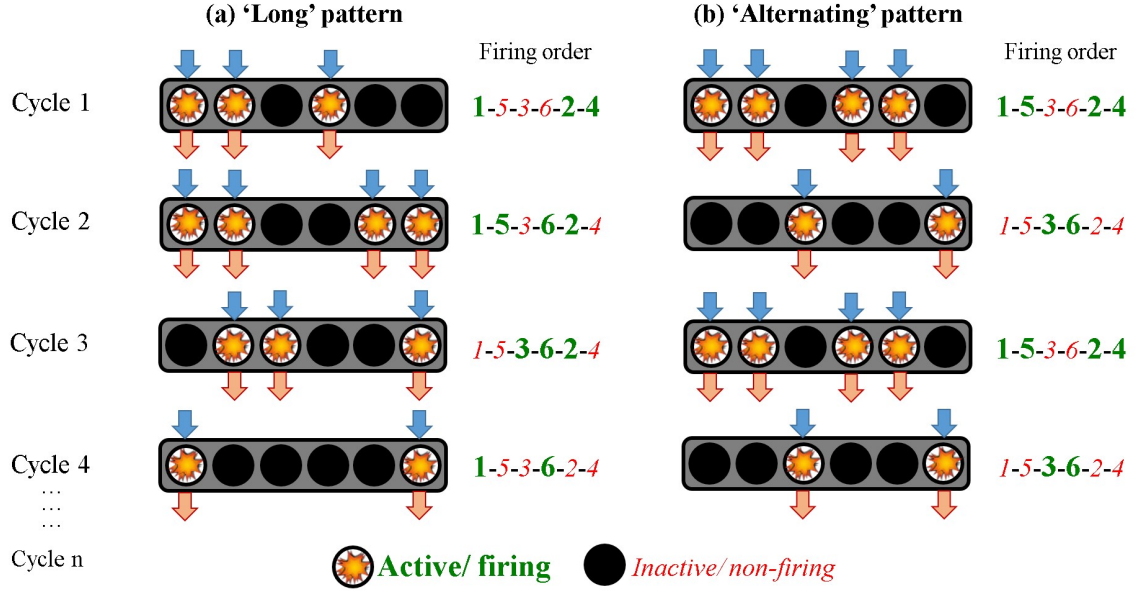 (a) ‘Long’ pattern
(b) ‘Alternating’ pattern
Firing order
Firing order
Cycle 1
1-5-3-6-2-4
1-5-3-6-2-4
Cycle 2
1-5-3-6-2-4
1-5-3-6-2-4
Cycle 3
1-5-3-6-2-4
1-5-3-6-2-4
Cycle 4
1-5-3-6-2-4
1-5-3-6-2-4
...
...
...
Cycle n
Active/ firing
Inactive/ non-firing